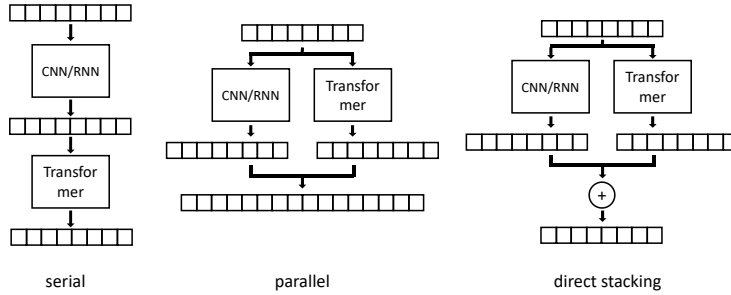 CNN/RNN
Transfor
mer
serial
CNN/RNN
Transfor
mer
parallel
CNN/RNN
Transfor
mer
+
direct stacking